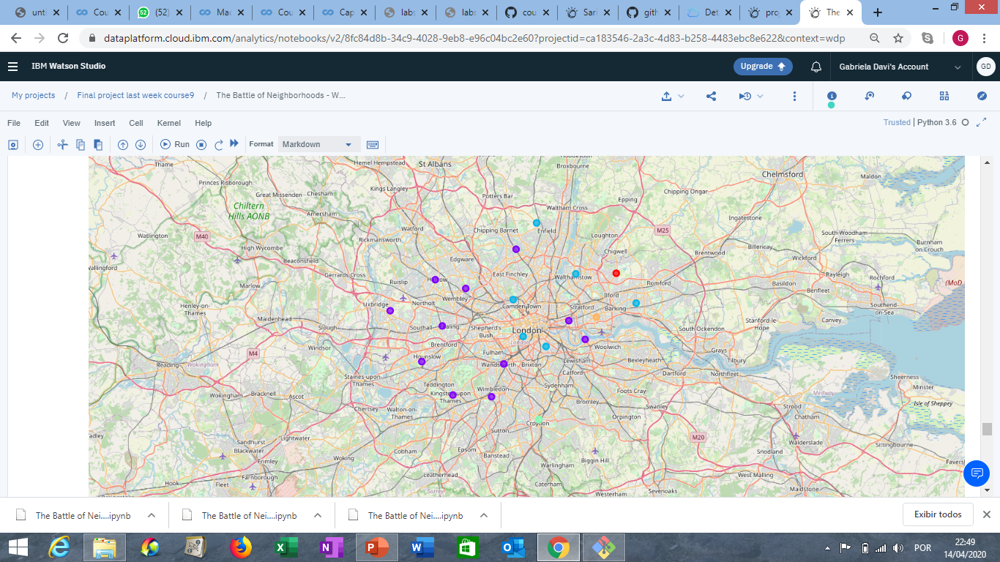 unti
Cou
(52)
Mac
Cou
Cap
labs
labs
cou
Sari
gith
Det
pro
The
dataplatform.cloud.ibm.com/analytics/notebooks/v2/8fc84d8b-34c9-4028-9eb8-e96c04bc2e60?projectid=ca183546-2a3c-4d83-b258-4483ebc8e622&context=wdp
G
IBM Watson Studio
Upgrade
Gabriela Davi's Account
GD
My projects / Final project last week course9 / The Battle of Neighborhoods - W...
File Edit View Insert Cell Kernel Help
Trusted | Python 3.6
Run
Format
Markdown
Thame
Hemel Hempstead
St Albans
Hoddesdon
Broxbourne
Chelmsford
Maldon
Princes Risborough
Kings Langley
Great Missenden
Chesham
Potters Bar
Epping
Chipping Ongar
Chiltern
Hills AONB
Amersham
Waltham Cross
Ingatestone
Watlington
M40
Watford
Chipping Barnet
Enfield
Loughton
M25
South Woodham
Ferrers
Rickmansworth
High Wycombe
Chigwell
Billericay
Burnham
on Crouch
Beaconsfield
Edgware
Brentwood
Wickford
Wallingford
Gerrards Cross
Ruislip
East Finchley
Walthamstow
Romford
Basildon
Rayleigh
Rochford
Marlow
Harrow
Wembley
Ilford
Benfleet
(MoD
Henley-on-
Thames
Uxbridge
Northolt
Camden Town
Stratford
Barking
Southend-
on-Sea
Maidenhead
Slough
Southall
Ealing
Shepherd's
Bush
London
South Ockendon
Stanford-le
Hope
Canvey
Windsor
Brentford
London
Woolwich
Grays
Reading
Wokingham
M4
Hounslow
Fulham
Wandsworth
Brixton
Lewisham
Bexleyheath
Tilbury
Catford
Dartford
Northfleet
Staines-upon-
Thames
Teddington
Sheerness
Wokingham
Bracknell
Ascot
Kingston upon
Thames
Wimbledon
Sydenham
Foots Cray
Medway
Minster
Chertsey
Walton-on-
Thames
Bromley
Swanley
Strood
Isle of Sheppey
Croydon
Orpington
Chatham
adley
Sandhurst
Lightwater
Sutton
M20
Walderslade
Sittingbourne
Blackwater
Cobham
Epsom
Banstead
Snodland
Frimley
Woking
Biggin Hill
Warlingham
Favers
Farnborough
Leatherhead
West Malling
Hook
Fleet
Surrey
Caterham
Westerham
Sevenoaks
Maidstone
The Battle of Nei....ipynb
The Battle of Nei....ipynb
The Battle of Nei....ipynb
Exibir todos
POR
22:49
14/04/2020